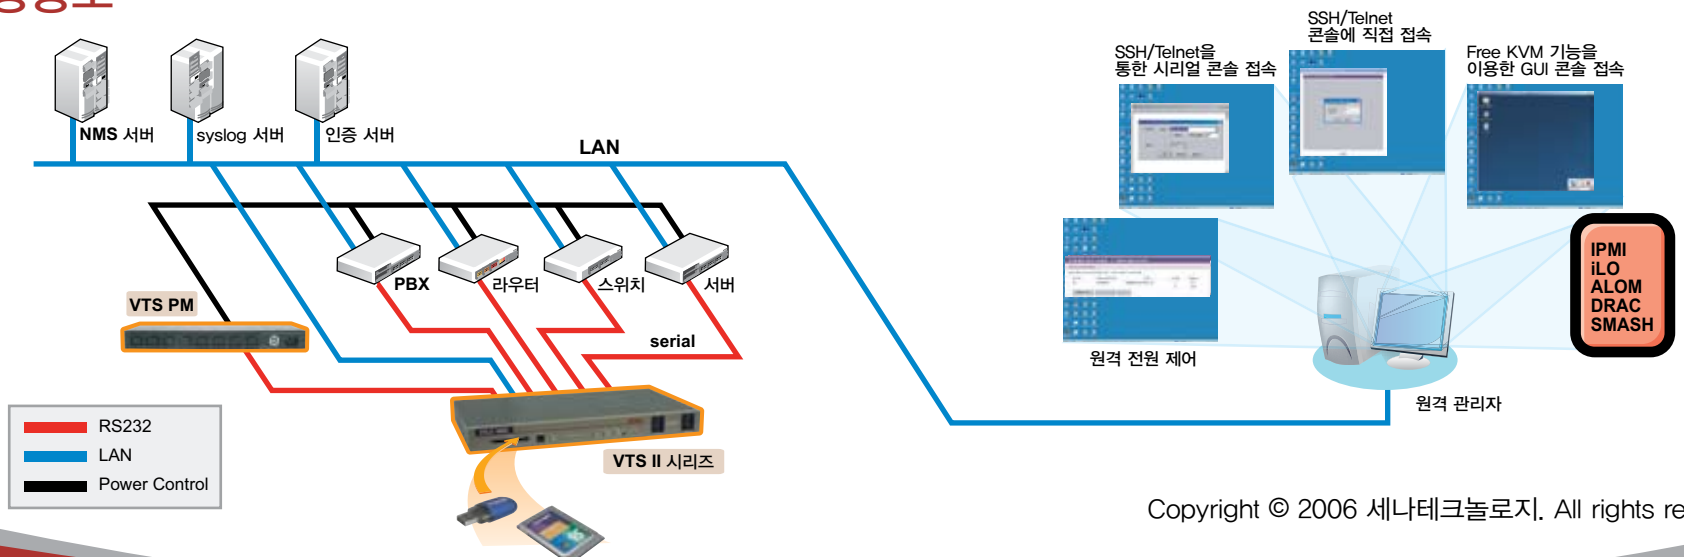 NMS 서버
syslog 서버
인증 서버
LAN
PBX
라우터
스위치
서버
VTS PM
serial
VTS II 시리즈
RS232
LAN
Power Control
SSH/Telnet을
통한 시리얼 콘솔 접속
SSH/Telnet
콘솔에 직접 접속
Free KVM 기능을
이용한 GUI 콘솔 접속
원격 전원 제어
IPMI
iLO
ALOM
DRAC
SMASH
원격 관리자
Copyright © 2006 세나테크놀로지. All rights re